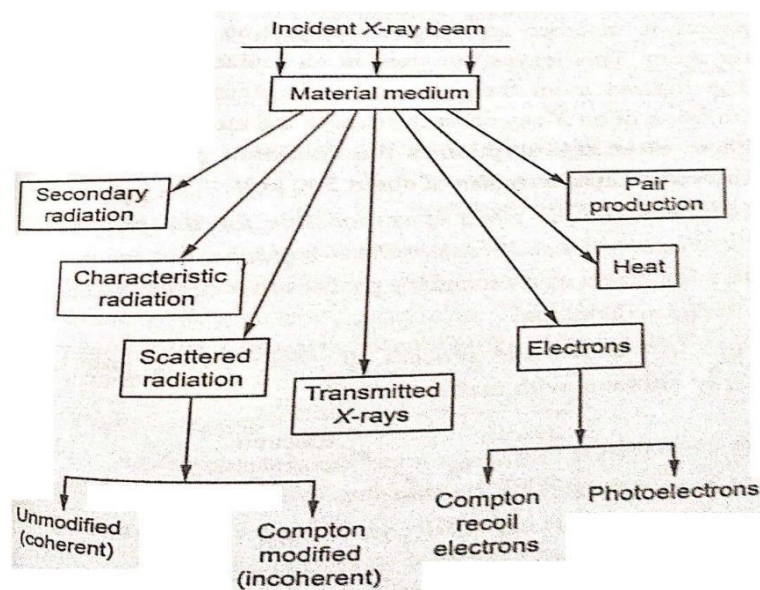 Incident X-ray beam
Material medium
Secondary
radiation
Pair
production
Characteristic
radiation
Heat
Scattered
radiation
Transmitted
X-rays
Electrons
Unmodified
(coherent)
Compton
modified
(incoherent)
Compton
recoil
electrons
Photoelectrons